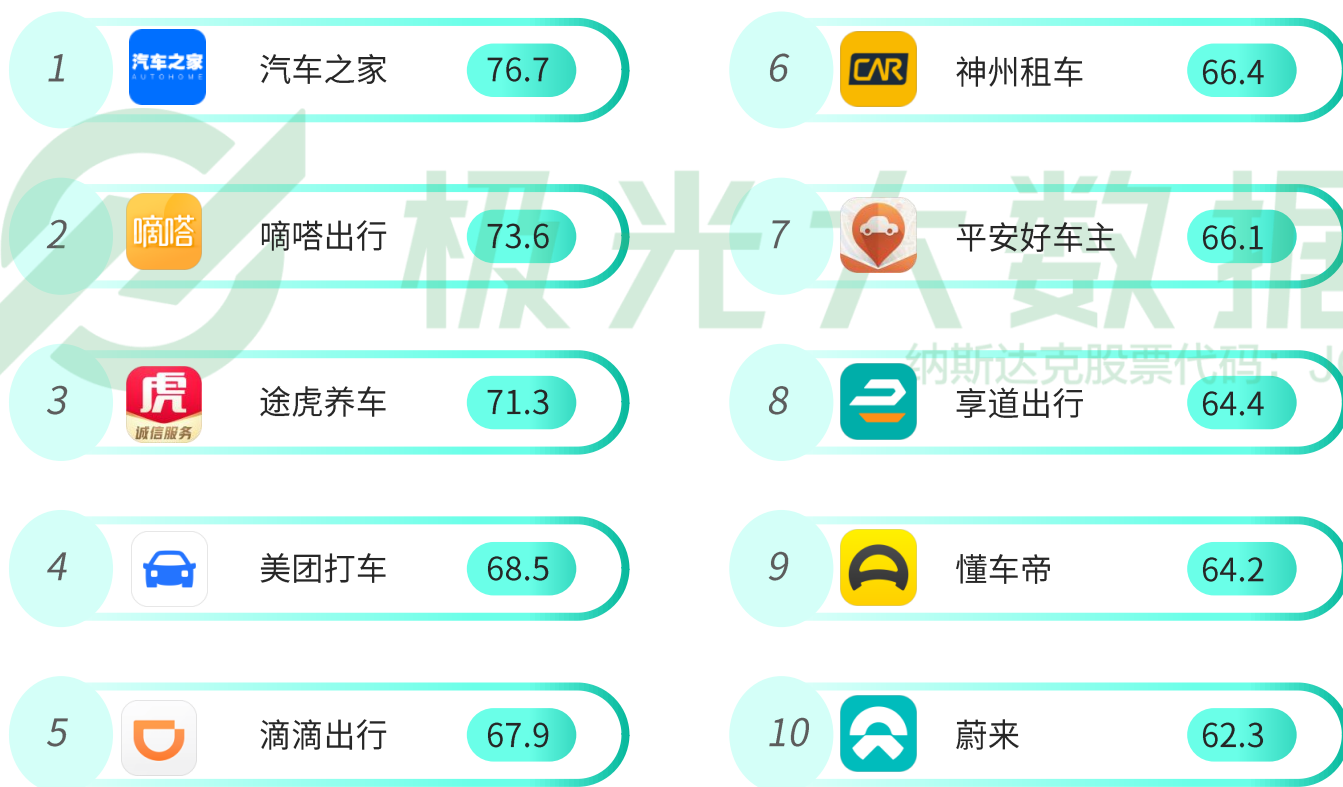 1 汽车之家 AUTOHOME 汽车之家 76.7
2 嘀嗒 嘀嗒出行 73.6
3 虎 诚信服务 途虎养车 71.3
4 美团打车 68.5
5 滴滴出行 67.9
6 CAR 神州租车 66.4
7 平安好车主 66.1
8 享道出行 64.4
9 懂车帝 64.2
10 蔚来 62.3
极光大数据
纳斯达克股票代码：J